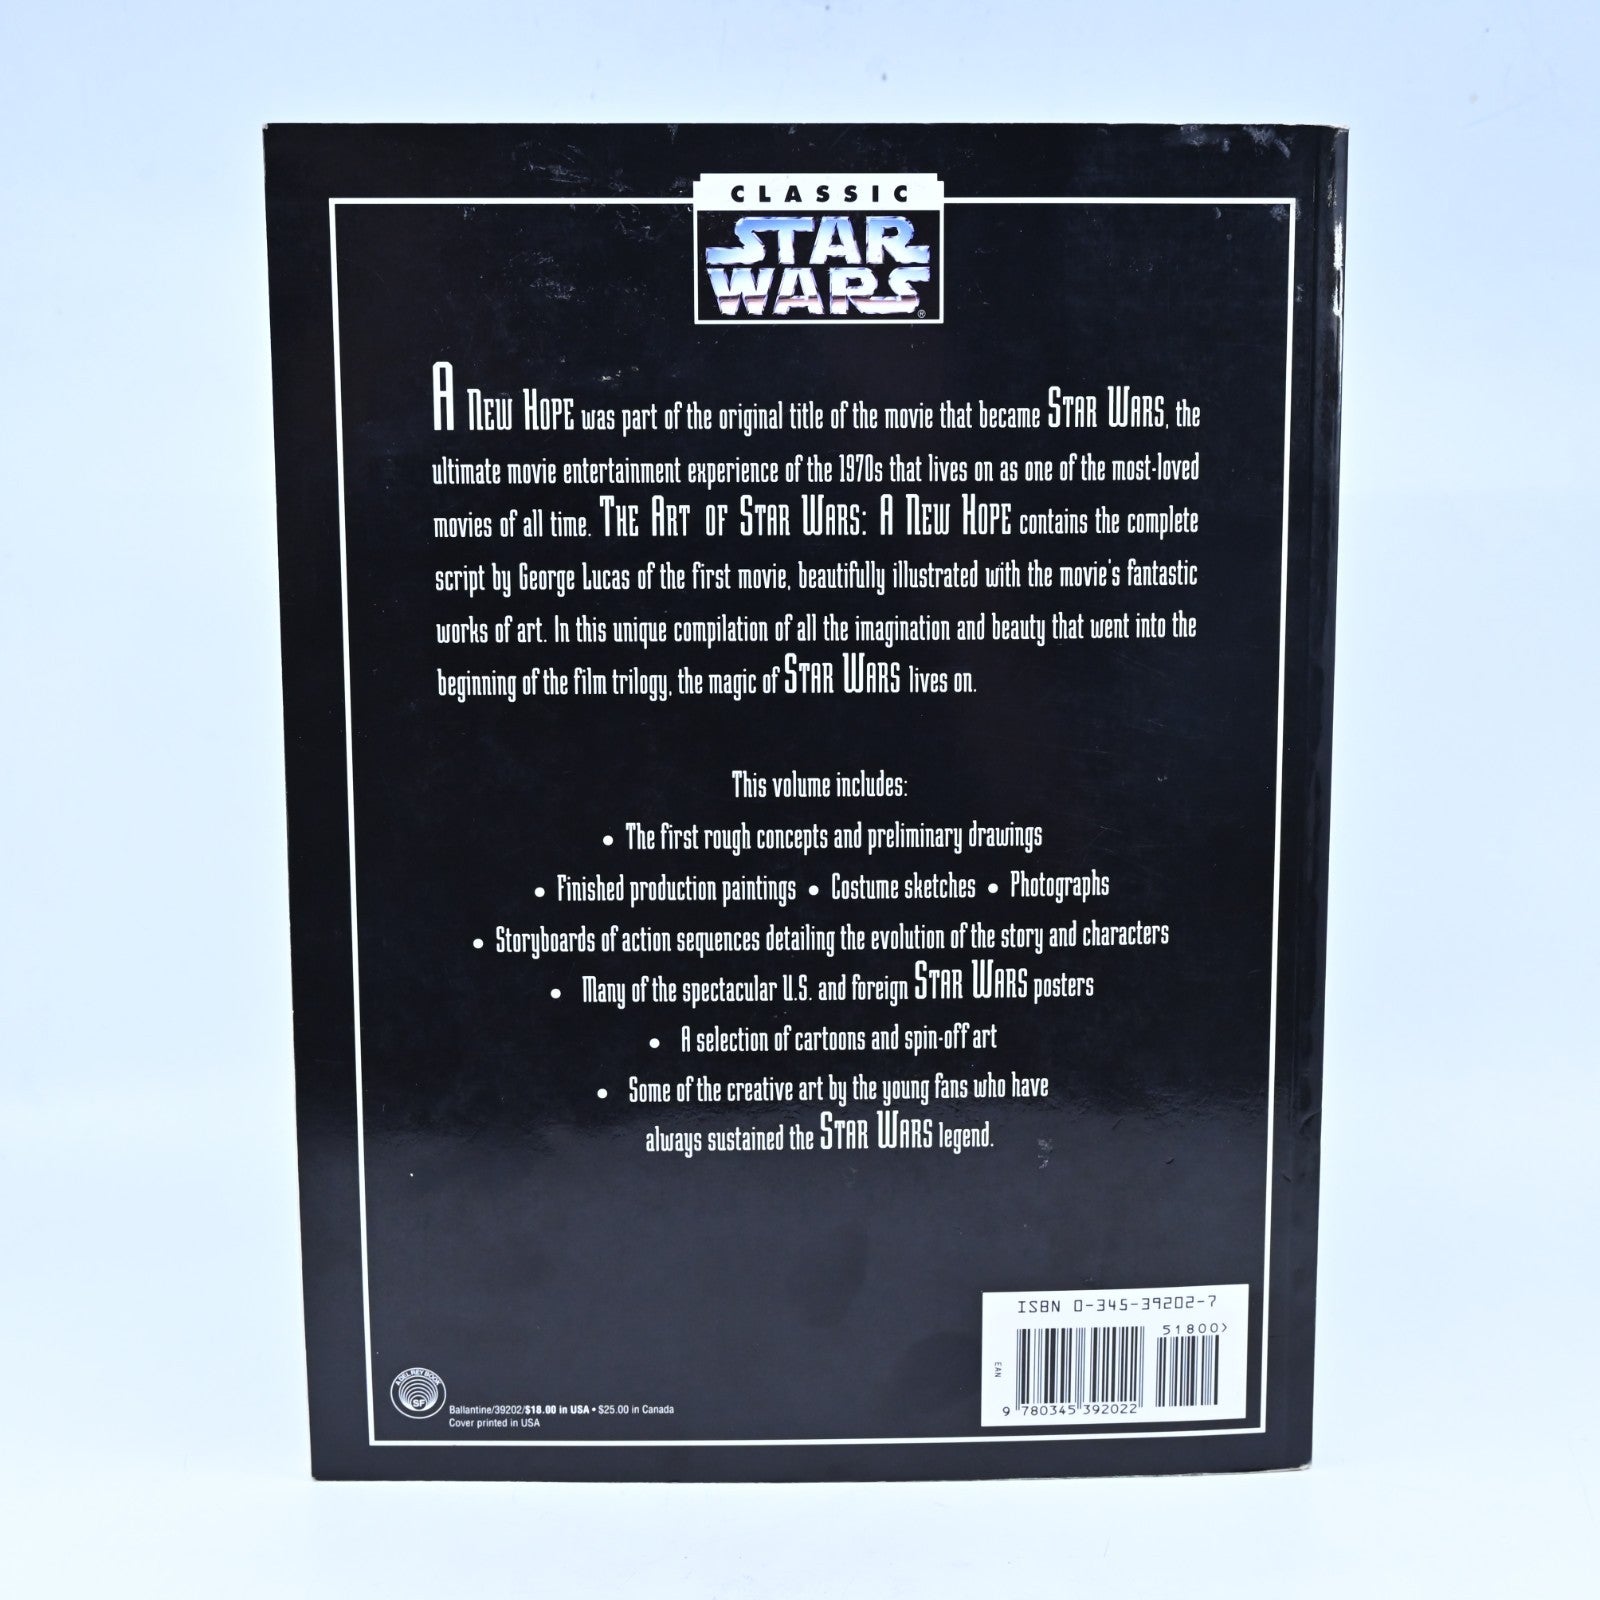 CLASSIC
STAR
WARS®
A NEW HOPE was part of the original title of the movie that became STAR WARS, the
ultimate movie entertainment experience of the 1970s that lives on as one of the most-loved
movies of all time. THE ART OF STAR WARS: A NEW HOPE contains the complete
script by George Lucas of the first movie, beautifully illustrated with the movie's fantastic
works of art. In this unique compilation of all the imagination and beauty that went into the
beginning of the film trilogy, the magic of STAR WARS lives on.
This volume includes:
• The first rough concepts and preliminary drawings
• Finished production paintings • Costume sketches • Photographs
• Storyboards of action sequences detailing the evolution of the story and characters
• Many of the spectacular U.S. and foreign STAR WARS posters
• A selection of cartoons and spin-off art
• Some of the creative art by the young fans who have
always sustained the STAR WARS legend.
A DEL REY BOOK
SF
Ballantine/39202/$18.00 in USA • $25.00 in Canada
Cover printed in USA
ISBN 0-345-39202-7
51800>
EAN
9 780345 392022